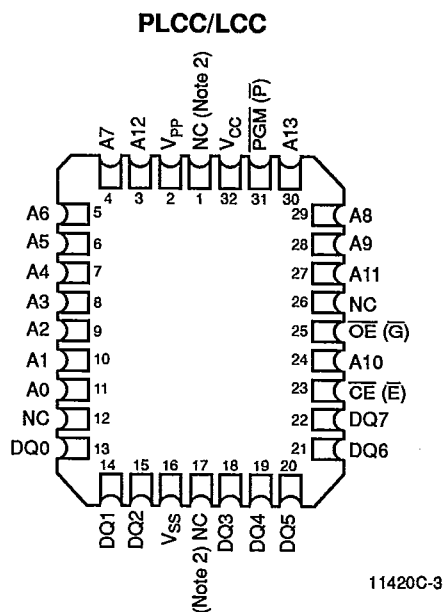 PLCC/LCC
A7 A12 VPP NC (Note 2) VCC PGM (P) A13
4 3 2 1 32 31 30
A6 5 29 A8
A5 6 28 A9
A4 7 27 A11
A3 8 26 NC
A2 9 25 OE (G)
A1 10 24 A10
A0 11 23 CE (E)
NC 12 22 DQ7
DQ0 13 21 DQ6
14 15 16 17 18 19 20
DQ1 DQ2 VSS (Note 2) NC DQ3 DQ4 DQ5
11420C-3